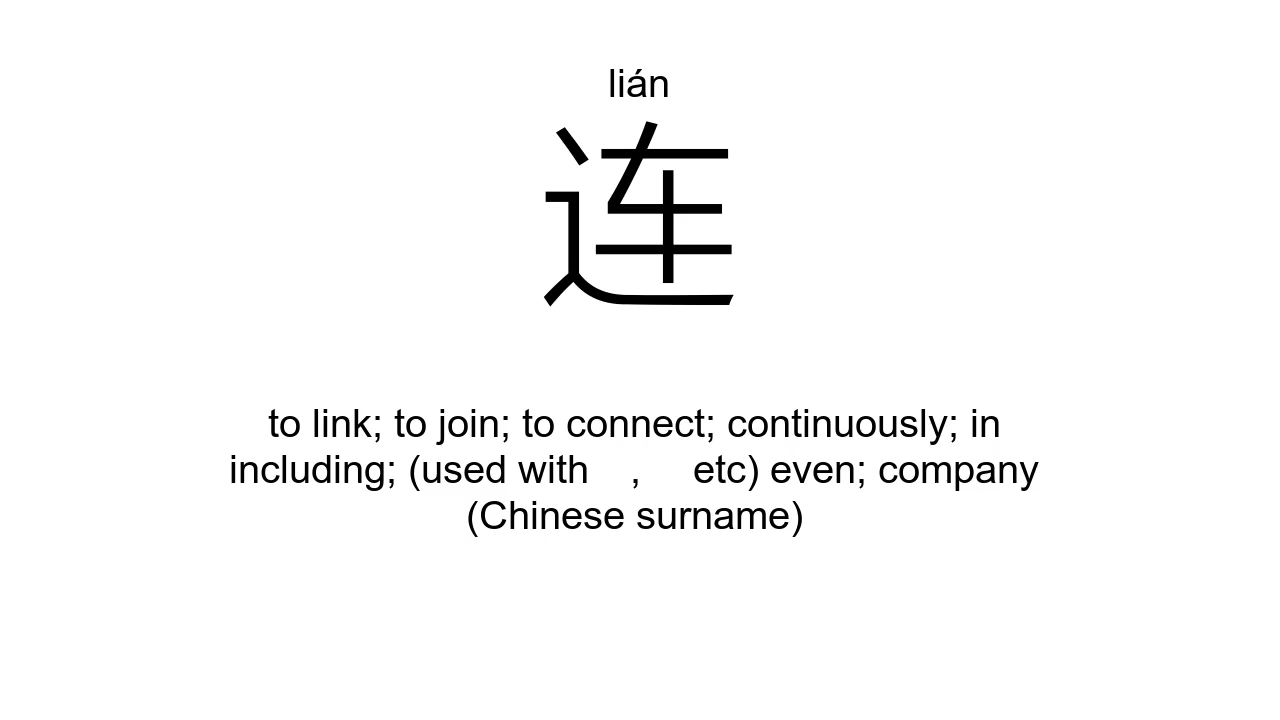 lián
连
to link; to join; to connect; continuously; in
including; (used with , etc) even; company
(Chinese surname)